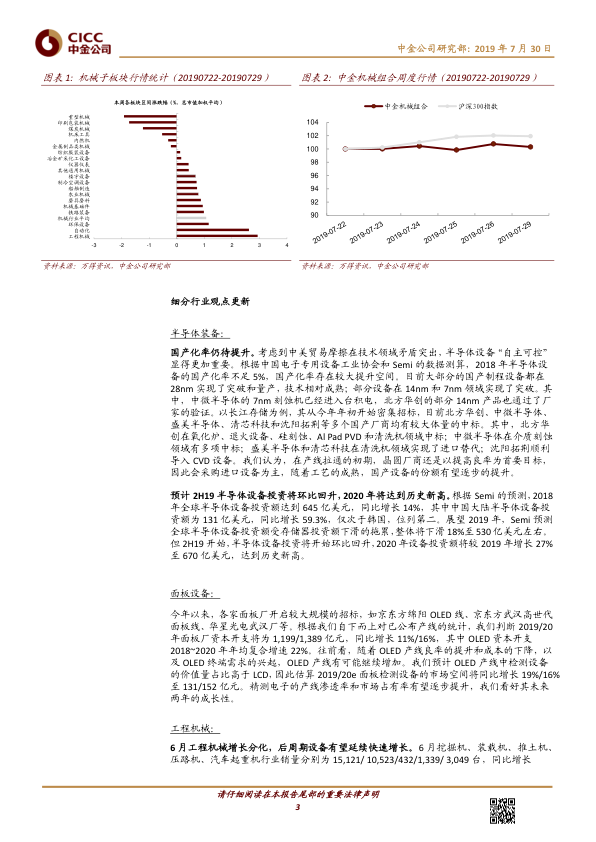 CICC
中金公司
中金公司研究部: 2019 年 7 月 30 日
图表 1: 机械子板块行情统计（20190722-20190729）
本周各板块区间涨跌幅（%，总市值加权平均）
重型机械
印刷包装机械
煤炭机械
机床工具
内燃机
金属制品类机械
纺织服装设备
冶金矿采化工设备
仪器仪表
其他通用机械
楼宇设备
制冷空调设备
船舶制造
农业机械
磨具磨料
机械基础件
铁路装备
机械行业平均
环保设备
自动化
工程机械
-3 -2 -1 0 1 2 3 4
资料来源: 万得资讯，中金公司研究部
图表 2: 中金机械组合周度行情（20190722-20190729）
中金机械组合 沪深300指数
104
102
100
98
96
94
92
90
2019-07-22 2019-07-23 2019-07-24 2019-07-25 2019-07-26 2019-07-29
资料来源: 万得资讯，中金公司研究部
细分行业观点更新
半导体装备:
国产化率仍待提升。考虑到中美贸易摩擦在技术领域矛盾突出，半导体设备“自主可控”
显得更加重要。根据中国电子专用设备工业协会和 Semi 的数据测算，2018 年半导体设
备的国产化率不足 5%，国产化率存在较大提升空间。目前大部分的国产制程设备都在
28nm 实现了突破和量产，技术相对成熟；部分设备在 14nm 和 7nm 领域实现了突破。其
中，中微半导体的 7nm 刻蚀机已经进入台积电，北方华创的部分 14nm 产品也通过了厂
家的验证。以长江存储为例，其从今年年初开始密集招标，目前北方华创、中微半导体、
盛美半导体、清芯科技和沈阳拓荆等多个国产厂商均有较大体量的中标。其中，北方华
创在氧化炉、退火设备、硅刻蚀，Al Pad PVD 和清洗机领域中标；中微半导体在介质刻蚀
领域有多项中标；盛美半导体和清芯科技在清洗机领域实现了进口替代；沈阳拓荆顺利
导入 CVD 设备。我们认为，在产线拉通的初期，晶圆厂商还是以提高良率为首要目标，
因此会采购进口设备为主，随着工艺的成熟，国产设备的份额有望逐步的提升。
预计 2H19 半导体设备投资将环比回升，2020 年将达到历史新高。根据 Semi 的预测，2018
年全球半导体设备投资额达到 645 亿美元，同比增长 14%，其中中国大陆半导体设备投
资额为 131 亿美元，同比增长 59.3%，仅次于韩国，位列第二。展望 2019 年，Semi 预测
全球半导体设备投资额受存储器投资额下滑的拖累，整体将下滑 18%至 530 亿美元左右。
但 2H19 开始，半导体设备投资将开始环比回升，2020 年设备投资额将较 2019 年增长 27%
至 670 亿美元，达到历史新高。
面板设备:
今年以来，各家面板厂开启较大规模的招标，如京东方绵阳 OLED 线、京东方武汉高世代
面板线、华星光电武汉厂等。根据我们自下而上对已公布产线的统计，我们判断 2019/20
年面板厂资本开支将为 1,199/1,389 亿元，同比增长 11%/16%，其中 OLED 资本开支
2018~2020 年年均复合增速 22%。往前看，随着 OLED 产线良率的提升和成本的下降，以
及 OLED 终端需求的兴起，OLED 产线有可能继续增加。我们预计 OLED 产线中检测设备
的价值量占比高于 LCD，因此估算 2019/20e 面板检测设备的市场空间将同比增长 19%/16%
至 131/152 亿元。精测电子的产线渗透率和市场占有率有望逐步提升，我们看好其未来
两年的成长性。
工程机械:
6 月工程机械增长分化，后周期设备有望延续快速增长。6 月挖掘机、装载机、推土机、
压路机、汽车起重机行业销量分别为 15,121/ 10,523/432/1,339/ 3,049 台，同比增长
请仔细阅读在本报告尾部的重要法律声明
3